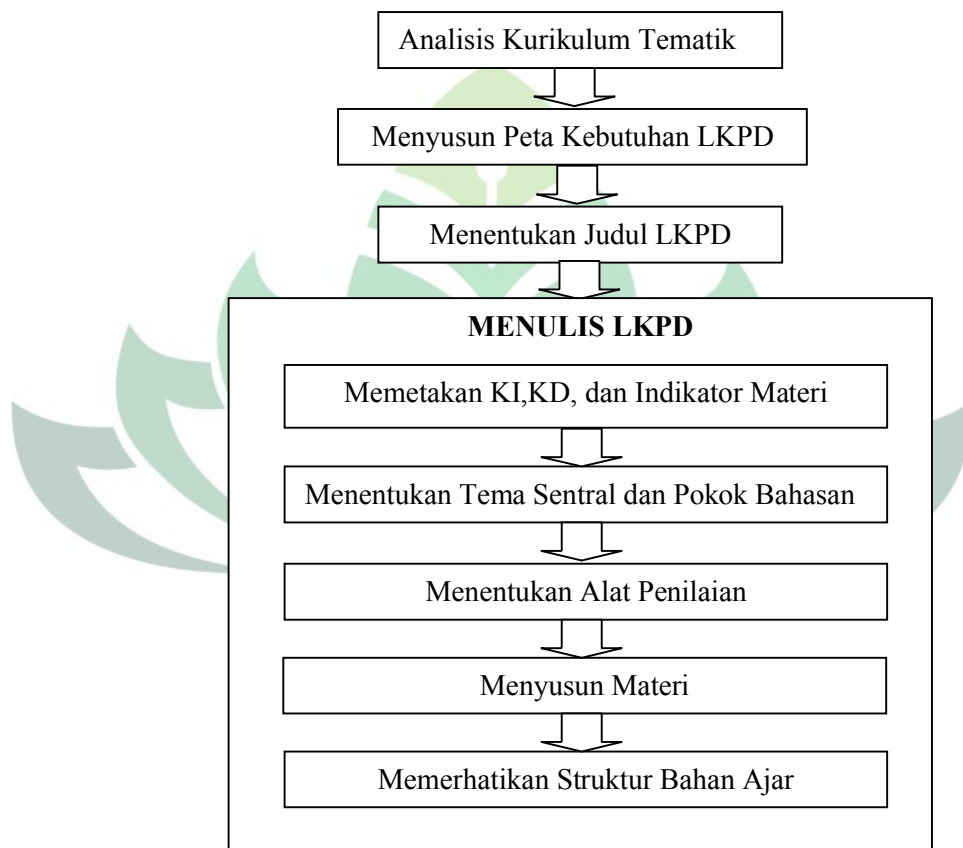 Analisis Kurikulum Tematik
Menyusun Peta Kebutuhan LKPD
Menentukan Judul LKPD
MENULIS LKPD
Memetakan KI,KD, dan Indikator Materi
Menentukan Tema Sentral dan Pokok Bahasan
Menentukan Alat Penilaian
Menyusun Materi
Memerhatikan Struktur Bahan Ajar